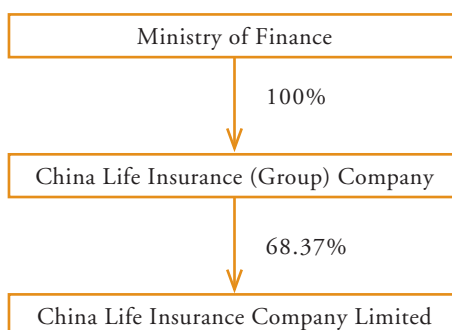 Ministry of Finance
100%
China Life Insurance (Group) Company
68.37%
China Life Insurance Company Limited